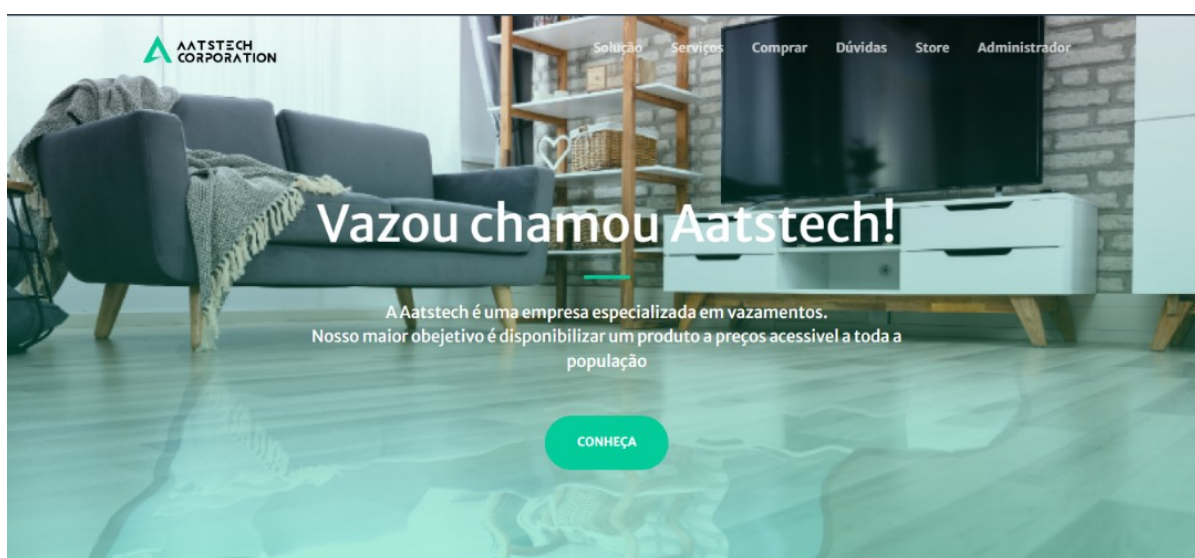 AATSTECH
CORPORATION
Solução Serviços Comprar Dúvidas Store Administrador
Vazou chamou Aatstech!
A Aatstech é uma empresa especializada em vazamentos.
Nosso maior obejetivo é disponibilizar um produto a preços acessivel a toda a
população
CONHEÇA